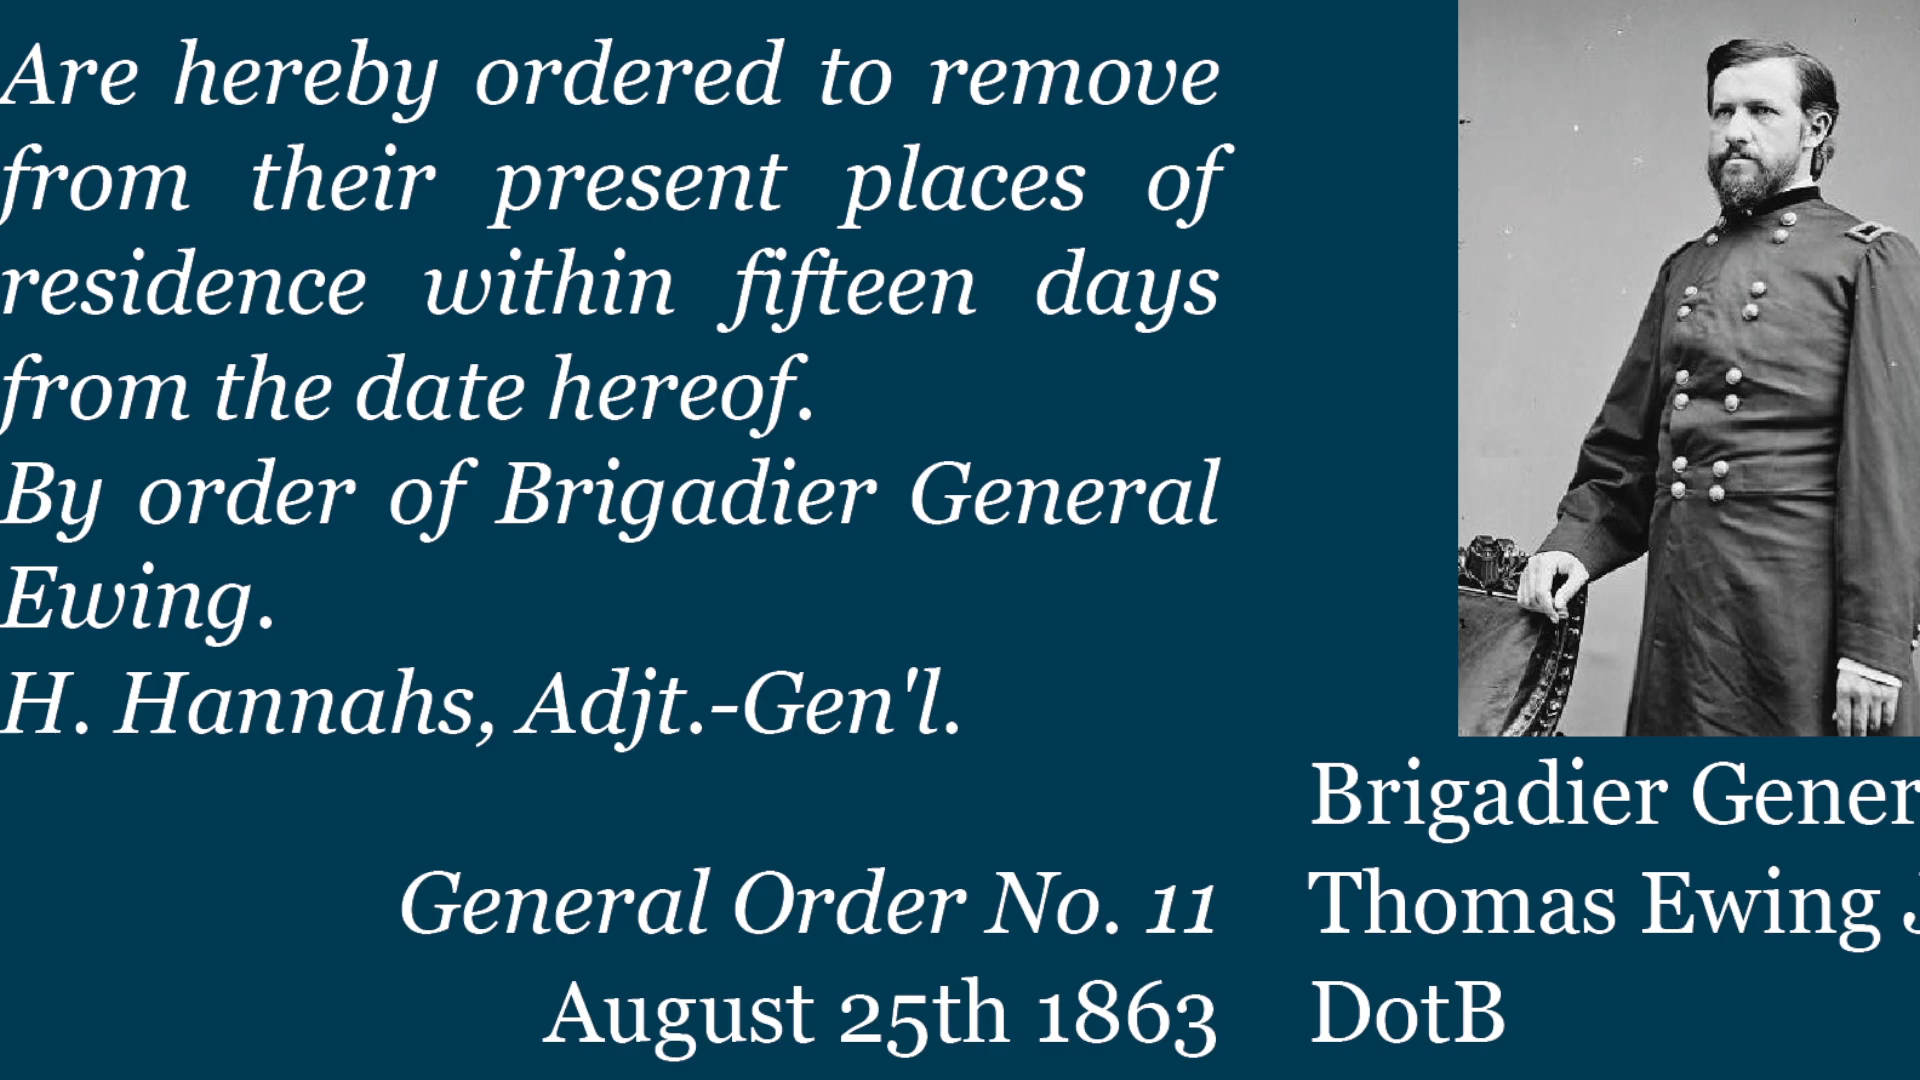 Are hereby ordered to remove
from their present places of
residence within fifteen days
from the date hereof.
By order of Brigadier General
Ewing.
H. Hannahs, Adjt.-Gen'l.
General Order No. 11
August 25th 1863
Brigadier Gener
Thomas Ewing J
DotB